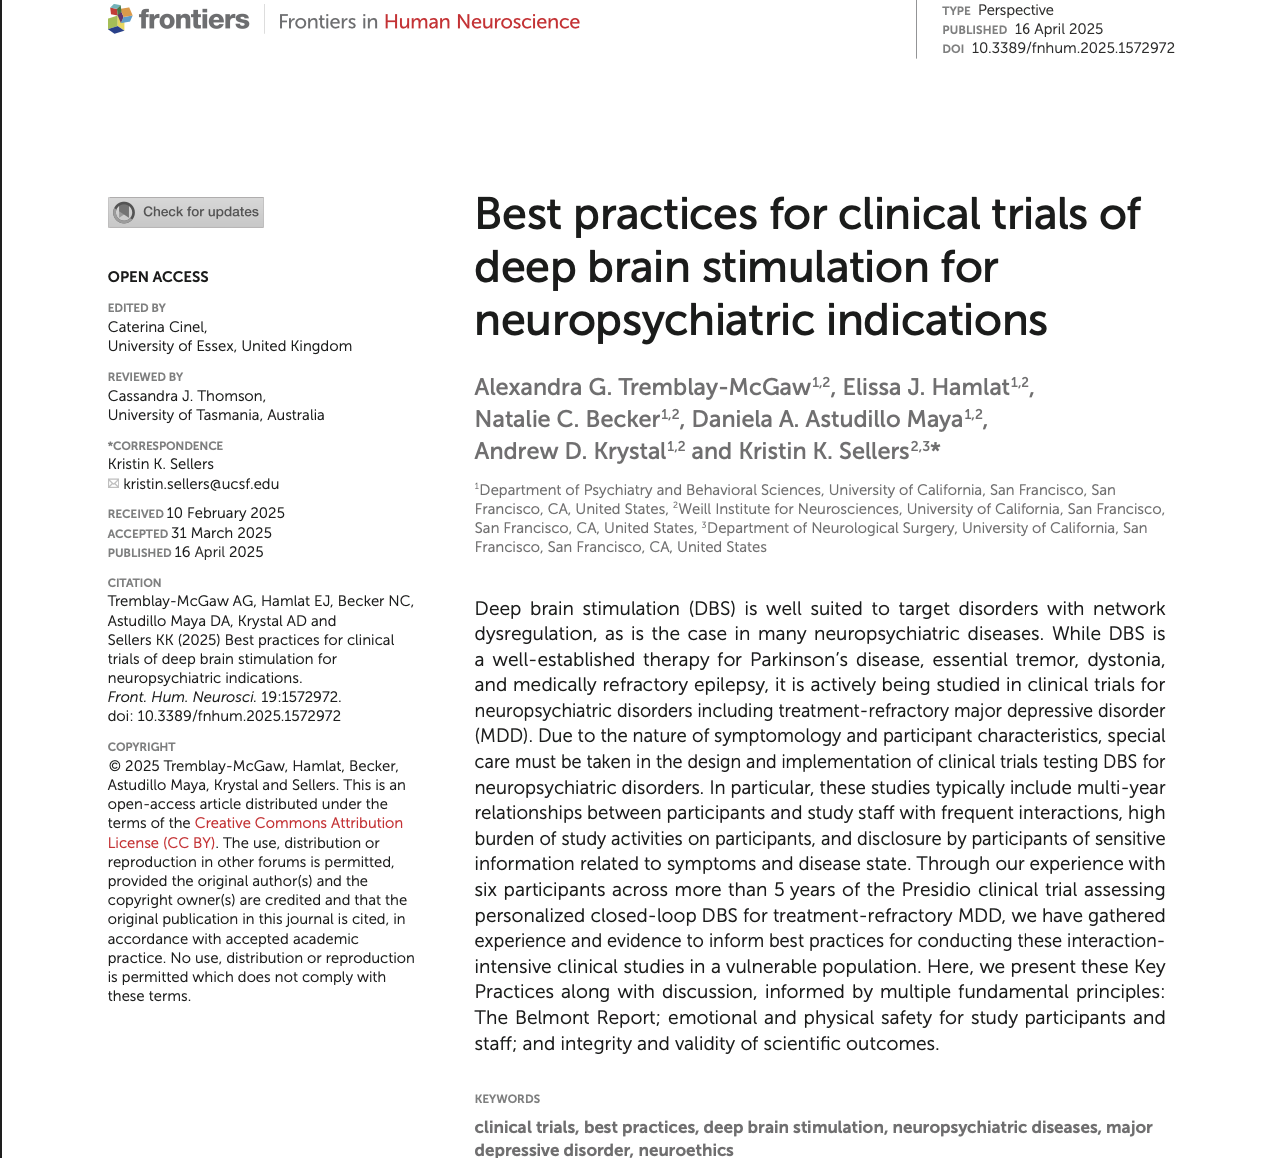 frontiers
Frontiers in Human Neuroscience
TYPE Perspective
PUBLISHED 16 April 2025
DOI 10.3389/fnhum.2025.1572972
Check for updates
OPEN ACCESS
EDITED BY
Caterina Cinel,
University of Essex, United Kingdom
REVIEWED BY
Cassandra J. Thomson,
University of Tasmania, Australia
*CORRESPONDENCE
Kristin K. Sellers
kristin.sellers@ucsf.edu
RECEIVED 10 February 2025
ACCEPTED 31 March 2025
PUBLISHED 16 April 2025
CITATION
Tremblay-McGaw AG, Hamlat EJ, Becker NC,
Astudillo Maya DA, Krystal AD and
Sellers KK (2025) Best practices for clinical
trials of deep brain stimulation for
neuropsychiatric indications.
Front. Hum. Neurosci. 19:1572972.
doi: 10.3389/fnhum.2025.1572972
COPYRIGHT
© 2025 Tremblay-McGaw, Hamlat, Becker,
Astudillo Maya, Krystal and Sellers. This is an
open-access article distributed under the
terms of the Creative Commons Attribution
License (CC BY). The use, distribution or
reproduction in other forums is permitted,
provided the original author(s) and the
copyright owner(s) are credited and that the
original publication in this journal is cited, in
accordance with accepted academic
practice. No use, distribution or reproduction
is permitted which does not comply with
these terms.
Best practices for clinical trials of
deep brain stimulation for
neuropsychiatric indications
Alexandra G. Tremblay-McGaw1,2, Elissa J. Hamlat1,2,
Natalie C. Becker1,2, Daniela A. Astudillo Maya1,2,
Andrew D. Krystal1,2 and Kristin K. Sellers2,3*
1Department of Psychiatry and Behavioral Sciences, University of California, San Francisco, San
Francisco, CA, United States, 2Weill Institute for Neurosciences, University of California, San Francisco,
San Francisco, CA, United States, 3Department of Neurological Surgery, University of California, San
Francisco, San Francisco, CA, United States
Deep brain stimulation (DBS) is well suited to target disorders with network
dysregulation, as is the case in many neuropsychiatric diseases. While DBS is
a well-established therapy for Parkinson's disease, essential tremor, dystonia,
and medically refractory epilepsy, it is actively being studied in clinical trials for
neuropsychiatric disorders including treatment-refractory major depressive disorder
(MDD). Due to the nature of symptomology and participant characteristics, special
care must be taken in the design and implementation of clinical trials testing DBS for
neuropsychiatric disorders. In particular, these studies typically include multi-year
relationships between participants and study staff with frequent interactions, high
burden of study activities on participants, and disclosure by participants of sensitive
information related to symptoms and disease state. Through our experience with
six participants across more than 5 years of the Presidio clinical trial assessing
personalized closed-loop DBS for treatment-refractory MDD, we have gathered
experience and evidence to inform best practices for conducting these interaction-
intensive clinical studies in a vulnerable population. Here, we present these Key
Practices along with discussion, informed by multiple fundamental principles:
The Belmont Report; emotional and physical safety for study participants and
staff; and integrity and validity of scientific outcomes.
KEYWORDS
clinical trials, best practices, deep brain stimulation, neuropsychiatric diseases, major
depressive disorder, neuroethics